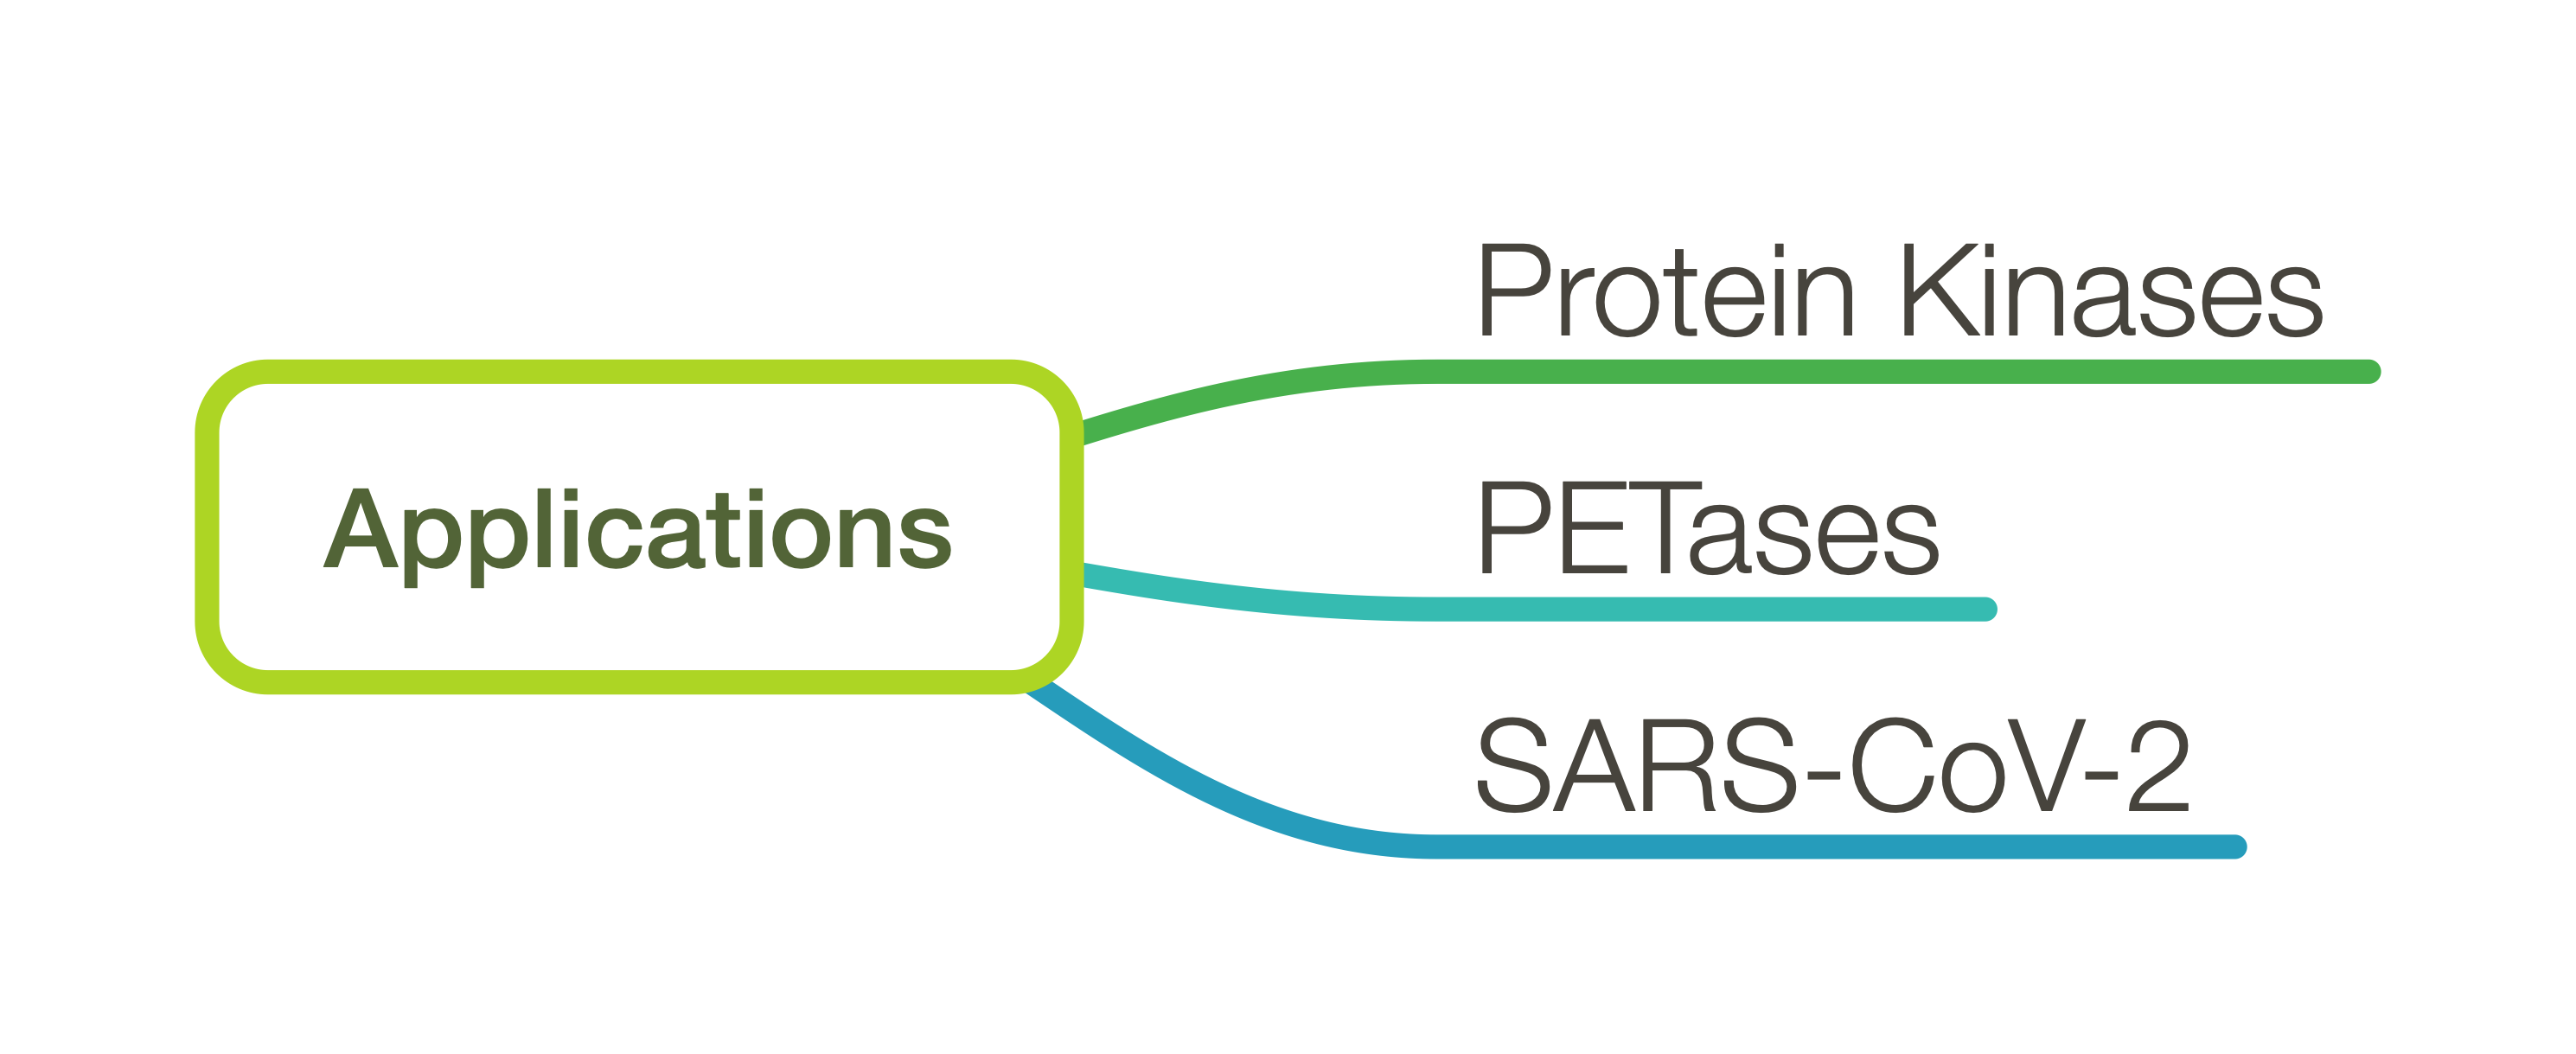 Applications
Protein Kinases
PETases
SARS-CoV-2